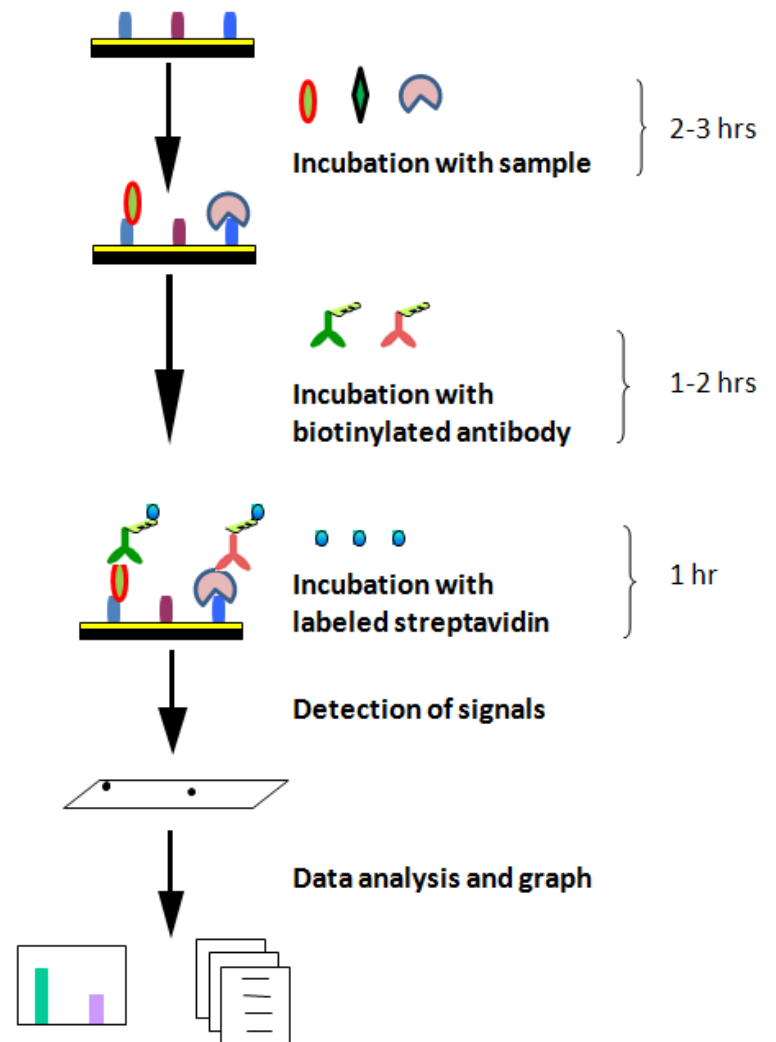 Incubation with sample
2-3 hrs
Incubation with
biotinylated antibody
1-2 hrs
Incubation with
labeled streptavidin
1 hr
Detection of signals
Data analysis and graph